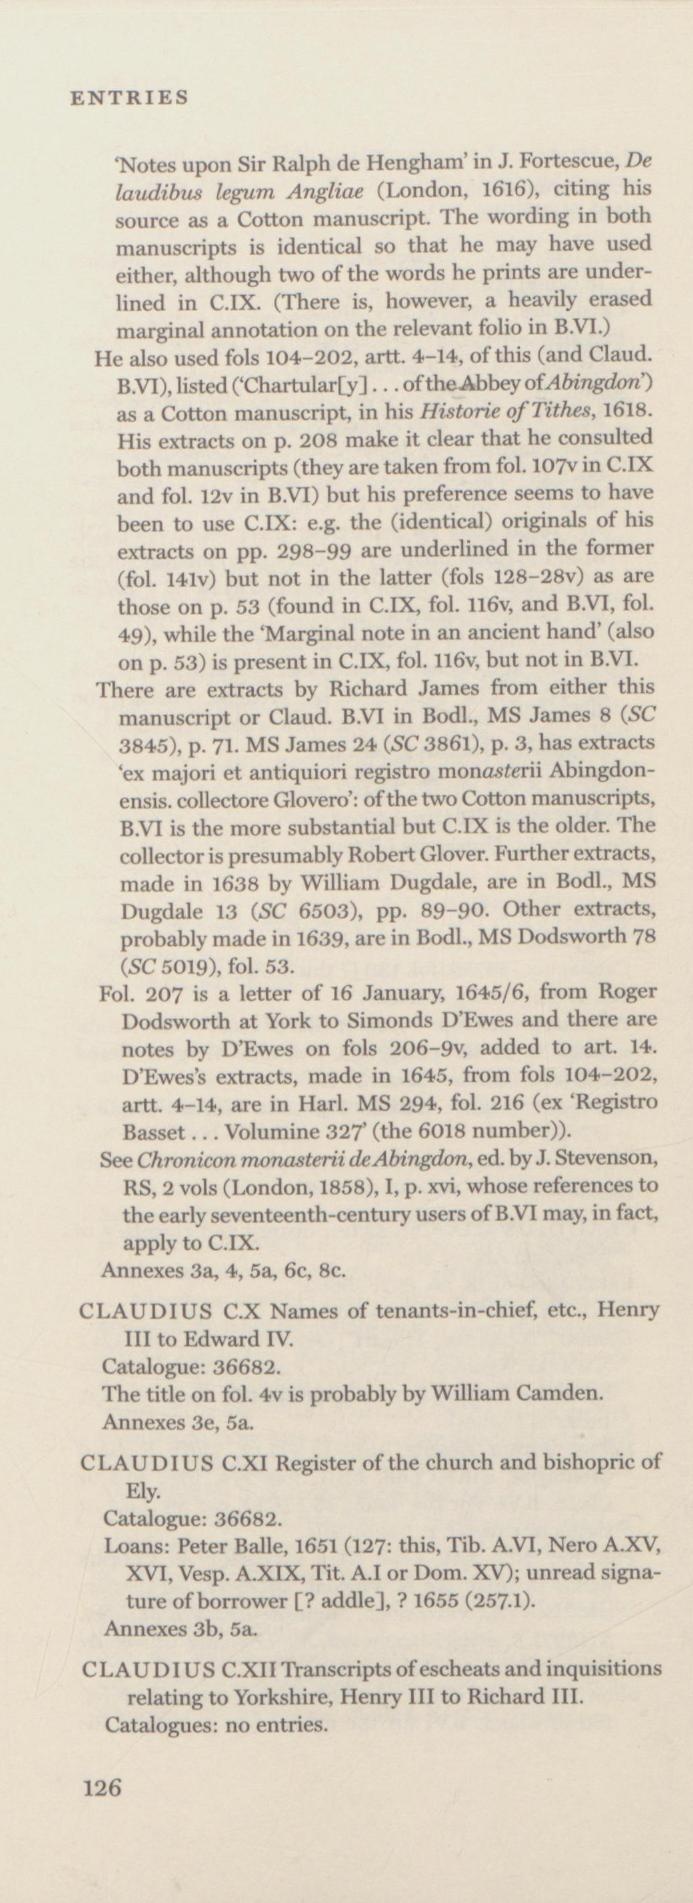 ENTRIES
‘Notes upon Sir Ralph de Hengham’ in J. Fortescue, De
laudibus legum Angliae (London, 1616), citing his
source as a Cotton manuscript. The wording in both
manuscripts is identical so that he may have used
either, although two of the words he prints are under-
lined in C.IX. (There is, however, a heavily erased
marginal annotation on the relevant folio in B.VI.)
He also used fols 104–202, artt. 4–14, of this (and Claud.
B.VI), listed (‘Chartular[y] . . . of the Abbey of Abingdon’)
as a Cotton manuscript, in his Historie of Tithes, 1618.
His extracts on p. 208 make it clear that he consulted
both manuscripts (they are taken from fol. 107v in C.IX
and fol. 12v in B.VI) but his preference seems to have
been to use C.IX: e.g. the (identical) originals of his
extracts on pp. 298–99 are underlined in the former
(fol. 141v) but not in the latter (fols 128–28v) as are
those on p. 53 (found in C.IX, fol. 116v, and B.VI, fol.
49), while the ‘Marginal note in an ancient hand’ (also
on p. 53) is present in C.IX, fol. 116v, but not in B.VI.
There are extracts by Richard James from either this
manuscript or Claud. B.VI in Bodl., MS James 8 (SC
3845), p. 71. MS James 24 (SC 3861), p. 3, has extracts
‘ex majori et antiquiori registro monasterii Abingdon-
ensis. collectore Glovero’: of the two Cotton manuscripts,
B.VI is the more substantial but C.IX is the older. The
collector is presumably Robert Glover. Further extracts,
made in 1638 by William Dugdale, are in Bodl., MS
Dugdale 13 (SC 6503), pp. 89–90. Other extracts,
probably made in 1639, are in Bodl., MS Dodsworth 78
(SC 5019), fol. 53.
Fol. 207 is a letter of 16 January, 1645/6, from Roger
Dodsworth at York to Simonds D’Ewes and there are
notes by D’Ewes on fols 206–9v, added to art. 14.
D’Ewes’s extracts, made in 1645, from fols 104–202,
artt. 4–14, are in Harl. MS 294, fol. 216 (ex ‘Registro
Basset . . . Volumine 327’ (the 6018 number)).
See Chronicon monasterii de Abingdon, ed. by J. Stevenson,
RS, 2 vols (London, 1858), I, p. xvi, whose references to
the early seventeenth-century users of B.VI may, in fact,
apply to C.IX.
Annexes 3a, 4, 5a, 6c, 8c.
CLAUDIUS C.X Names of tenants-in-chief, etc., Henry
III to Edward IV.
Catalogue: 36682.
The title on fol. 4v is probably by William Camden.
Annexes 3e, 5a.
CLAUDIUS C.XI Register of the church and bishopric of
Ely.
Catalogue: 36682.
Loans: Peter Balle, 1651 (127: this, Tib. A.VI, Nero A.XV,
XVI, Vesp. A.XIX, Tit. A.I or Dom. XV); unread signa-
ture of borrower [? addle], ? 1655 (257.1).
Annexes 3b, 5a.
CLAUDIUS C.XII Transcripts of escheats and inquisitions
relating to Yorkshire, Henry III to Richard III.
Catalogues: no entries.
126